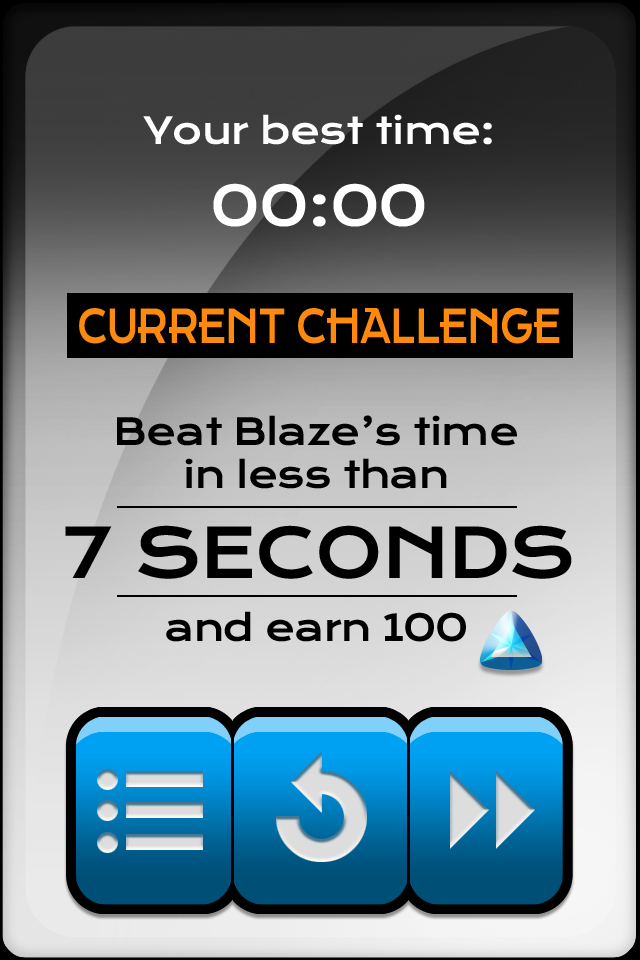 Your best time:
00:00
CURRENT CHALLENGE
Beat Blaze’s time
in less than
7 SECONDS
and earn 100